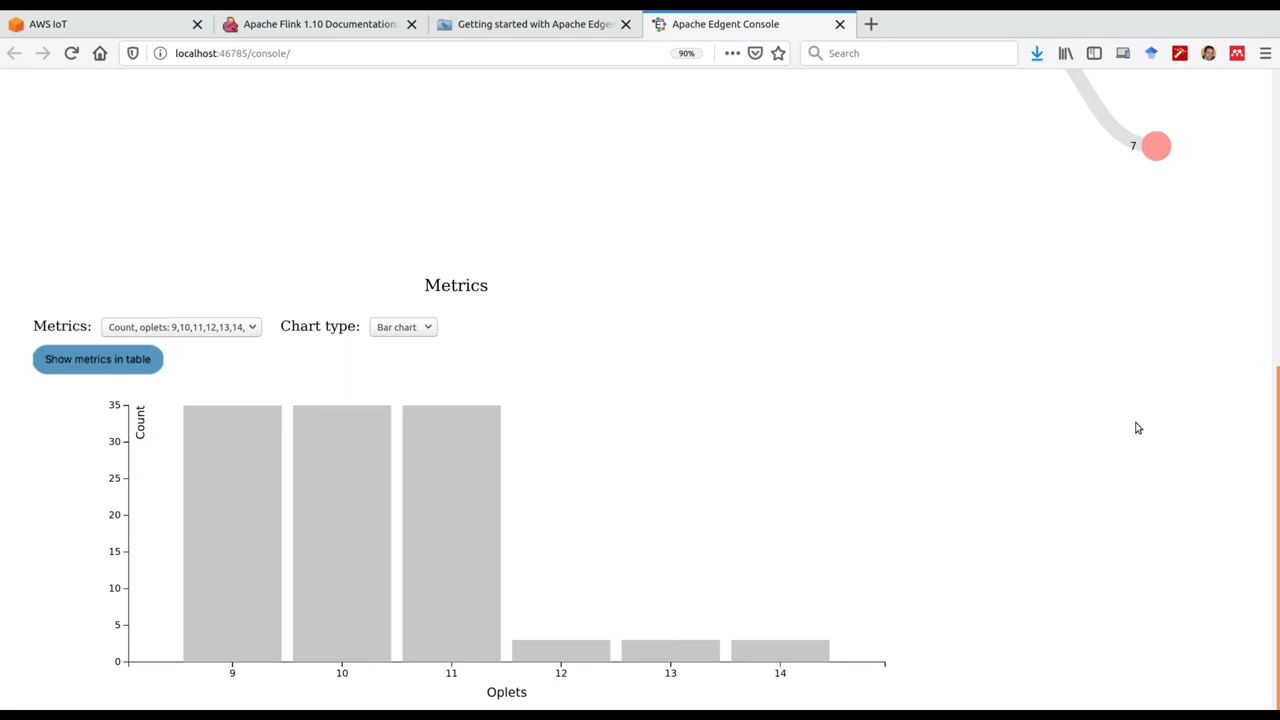 AWS IoT
Apache Flink 1.10 Documentation:
Getting started with Apache Edge
Apache Edgent Console
localhost:46785/console/
90%
Search
7
Metrics
Metrics: Count, oplets: 9,10,11,12,13,14, Chart type: Bar chart
Show metrics in table
Count
35
30
25
20
15
10
5
0
9 10 11 12 13 14
Oplets